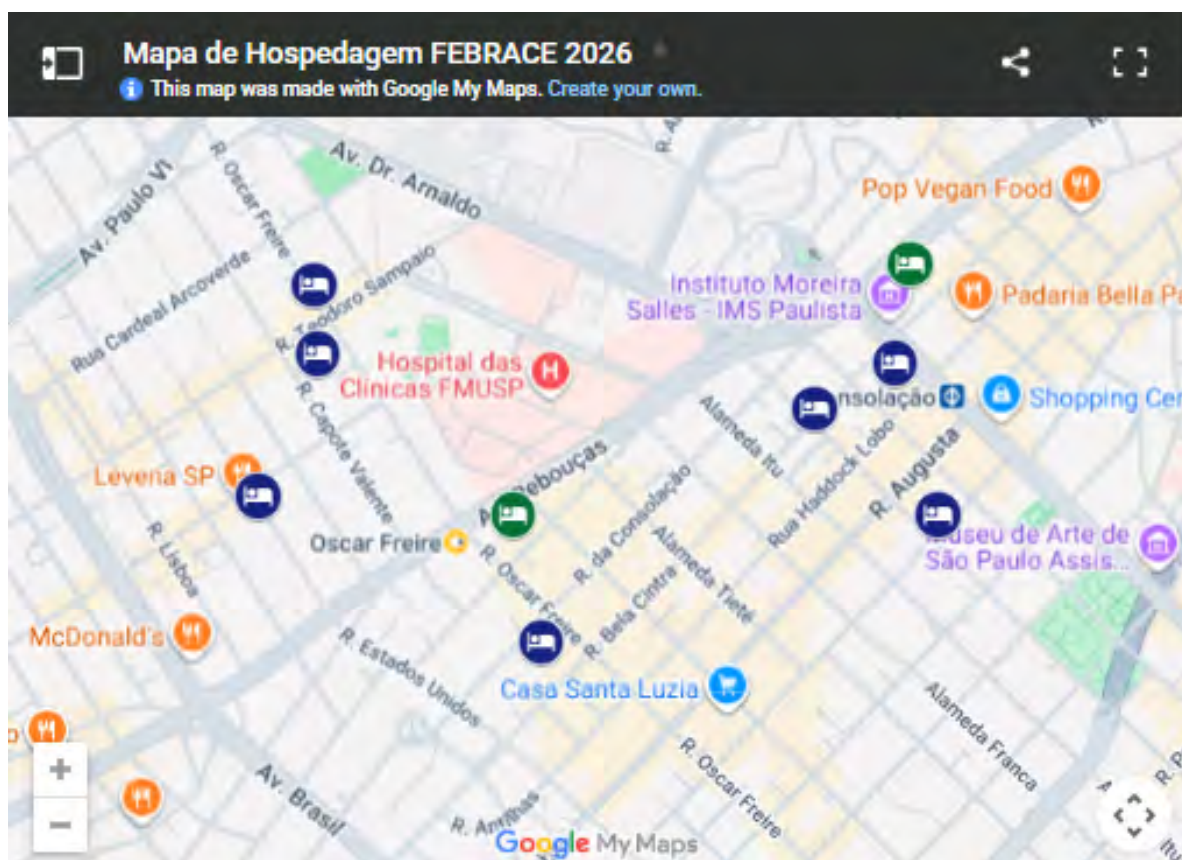 Mapa de Hospedagem FEBRACE 2026
This map was made with Google My Maps. Create your own.
Av. Paulo VI
R. Oscar Freire
Av. Dr. Arnaldo
Pop Vegan Food
Rua Cardeal Arcoverde
R. Teodoro Sampaio
Instituto Moreira
Salles - IMS Paulista
Padaria Bella Pa
Hospital das
Clínicas FMUSP
H
nsolação
Shopping Cer
R. Capote Valente
Alameda Itu
Rua Haddock Lobo
R. Augusta
Levena SP
Rebouças
R. da Consolação
Oscar Freire
R. Lisboa
R. Oscar Freire
Alameda Tietê
R. Bela Cintra
useu de Arte de
São Paulo Assis...
McDonald's
R. Estados Unidos
Casa Santa Luzia
Alameda Franca
R. Oscar Freire
Av. Brasil
R. Antilhas
+
−
Google My Maps
Itu